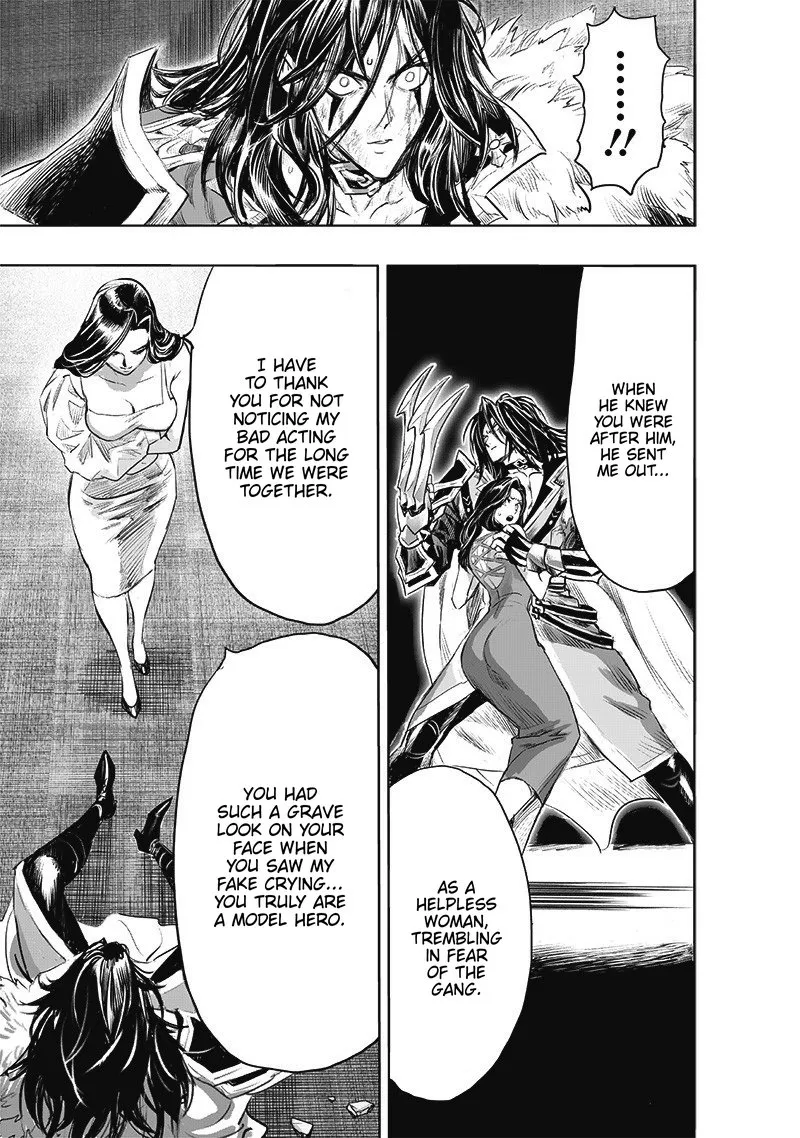 ......!!
WHEN
HE KNEW
YOU WERE
AFTER HIM,
HE SENT
ME OUT...
AS A
HELPLESS
WOMAN,
TREMBLING
IN FEAR
OF THE
GANG.
I HAVE
TO THANK
YOU FOR NOT
NOTICING MY
BAD ACTING
FOR THE LONG
TIME WE WERE
TOGETHER.
YOU HAD
SUCH A GRAVE
LOOK ON YOUR
FACE WHEN
YOU SAW MY
FAKE CRYING...
YOU TRULY ARE
A MODEL HERO.